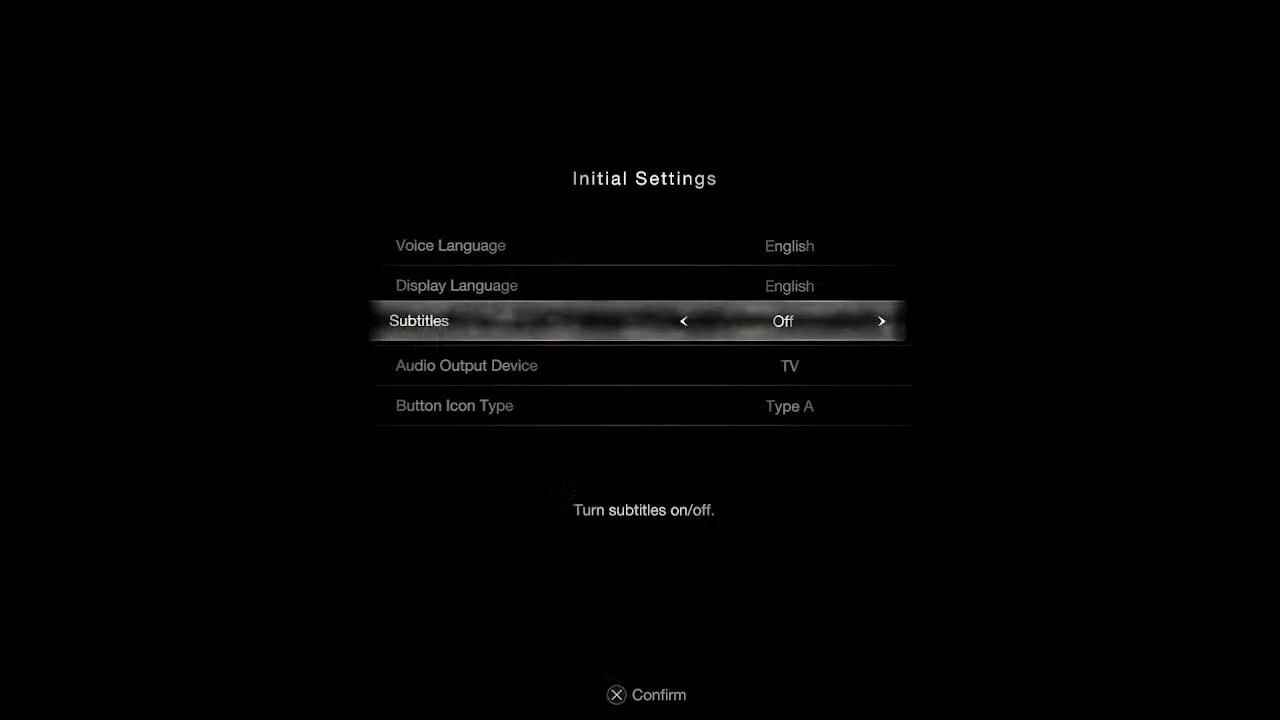 Initial Settings
Voice Language English
Display Language English
Subtitles < Off >
Audio Output Device TV
Button Icon Type Type A
Turn subtitles on/off.
Confirm